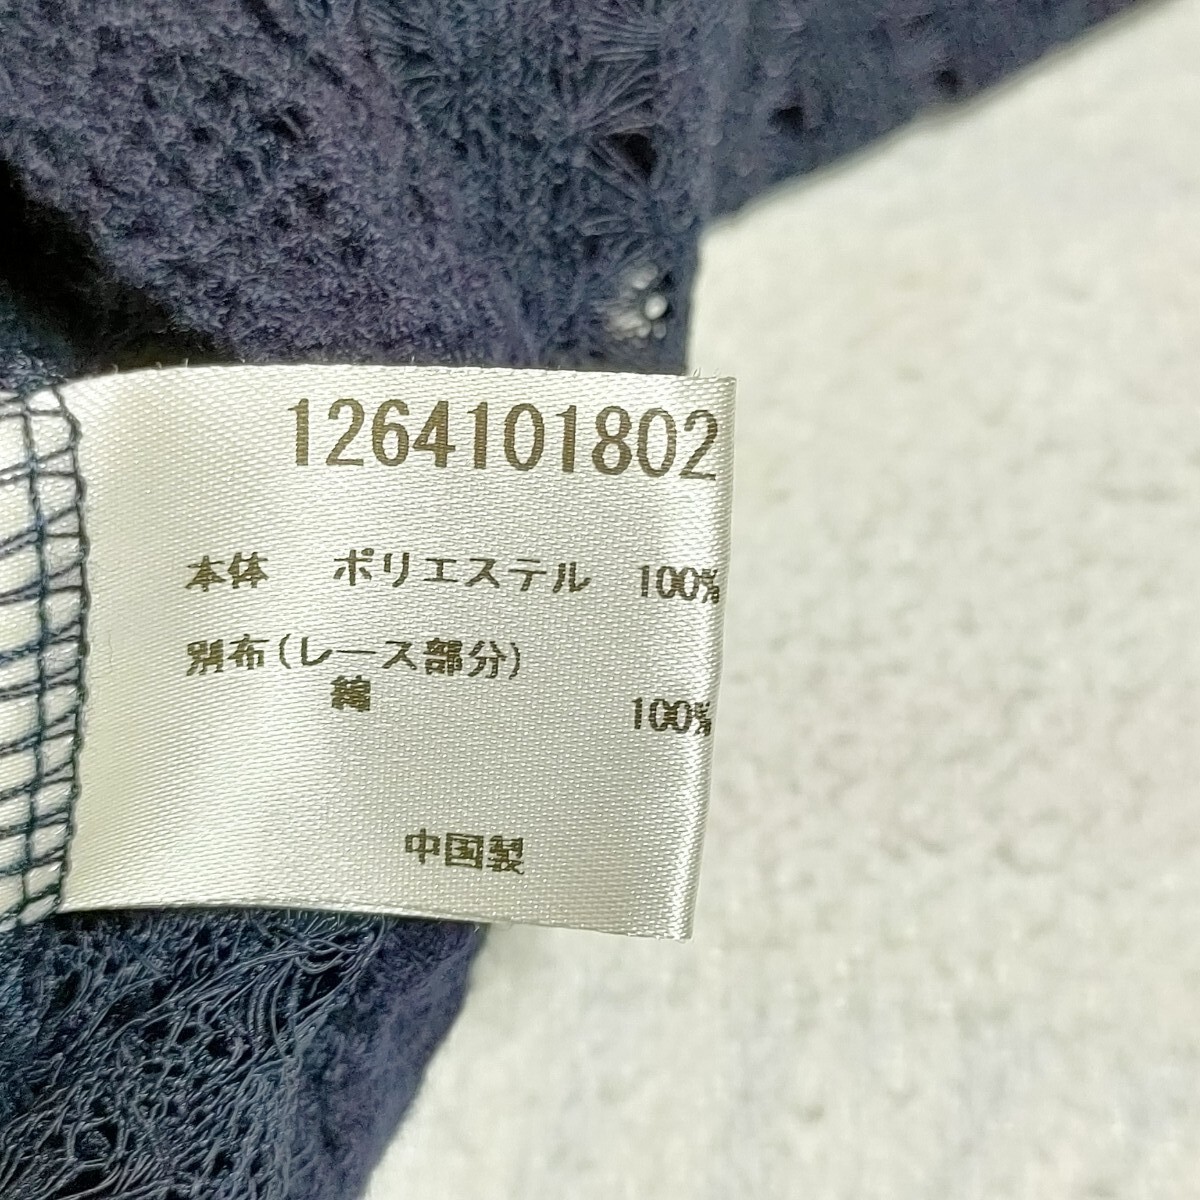 1264101802
本体 ポリエステル 100%
別布(レース部分)
綿 100%
中国製